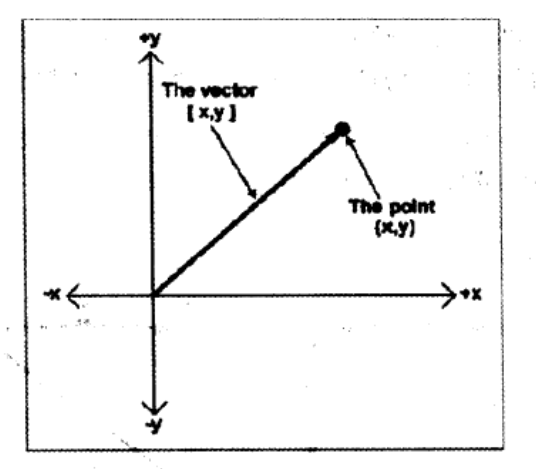 +y
The vector
[ x,y ]
The point
(x,y)
-x
+x
-y